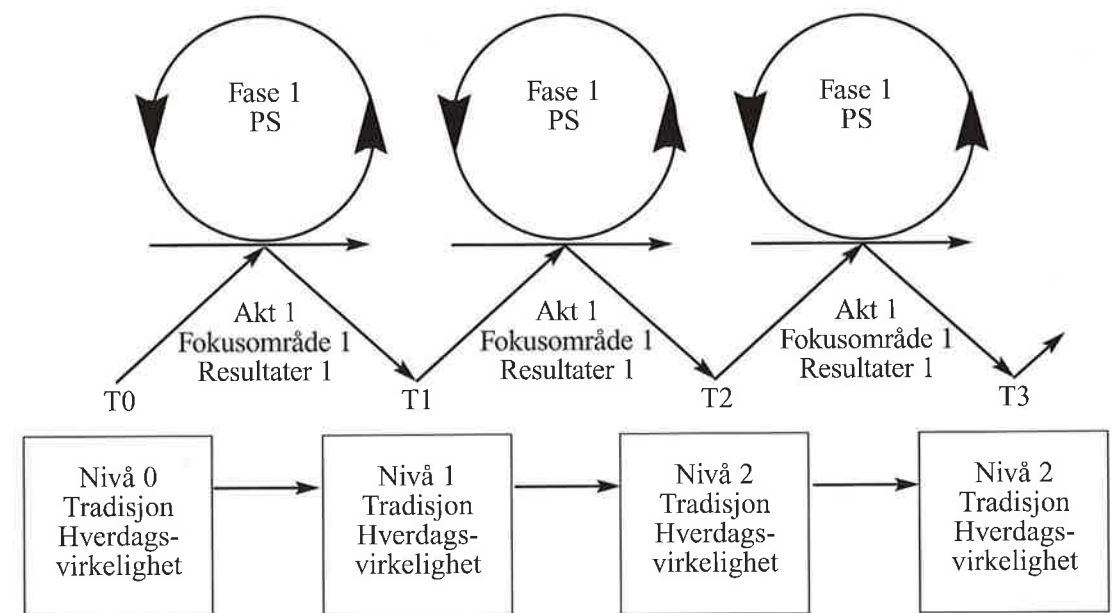 Fase 1
PS
Fase 1
PS
Fase 1
PS
Akt 1
Fokusområde 1
Resultater 1
Akt 1
Fokusområde 1
Resultater 1
Akt 1
Fokusområde 1
Resultater 1
T0
T1
T2
T3
Nivå 0
Tradisjon
Hverdags-
virkelighet
Nivå 1
Tradisjon
Hverdags-
virkelighet
Nivå 2
Tradisjon
Hverdags-
virkelighet
Nivå 2
Tradisjon
Hverdags-
virkelighet